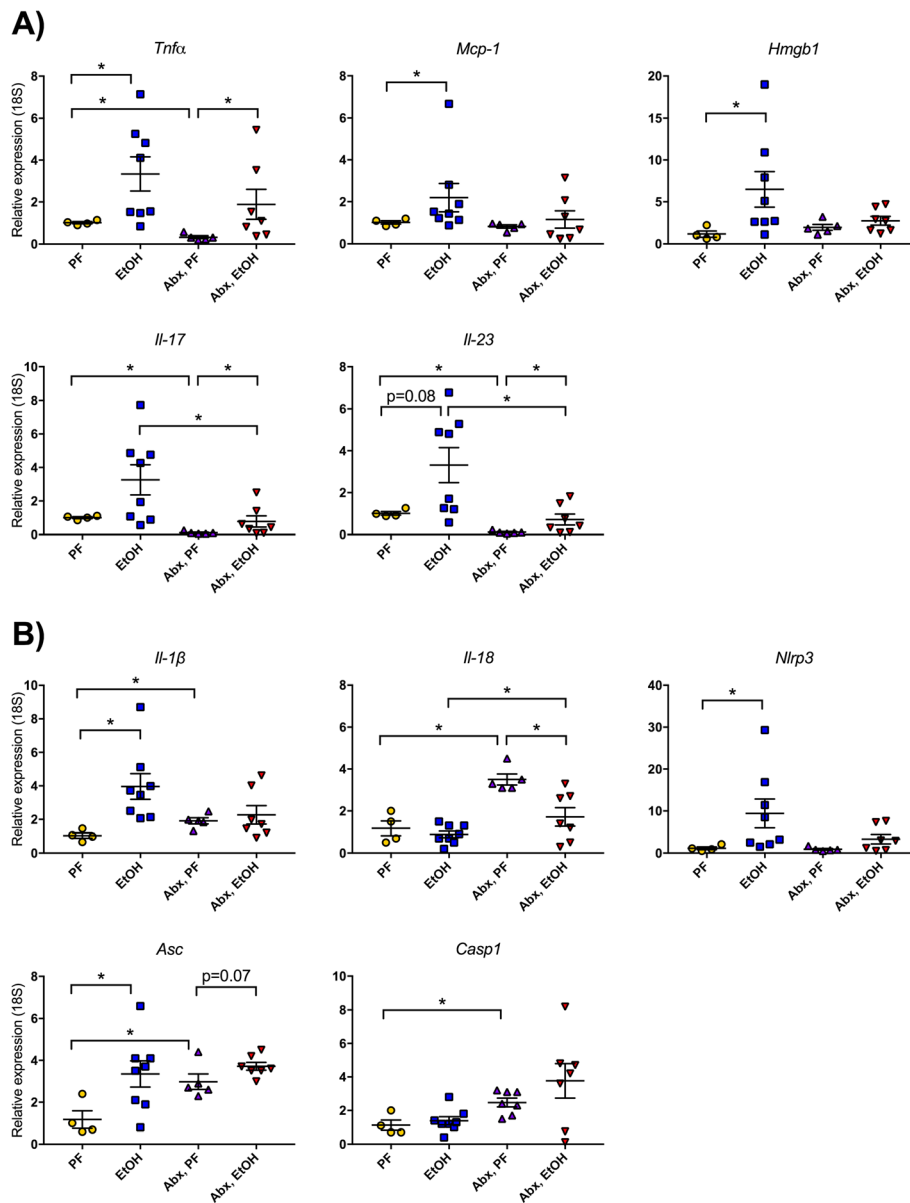 A)
Tnfα
Mcp-1
Hmgb1
Relative expression (18S)
8
6
4
2
0
*
*
*
PF
EtOH
Abx, PF
Abx, EtOH
8
6
4
2
0
*
PF
EtOH
Abx, PF
Abx, EtOH
20
15
10
5
0
*
PF
EtOH
Abx, PF
Abx, EtOH
Il-17
Il-23
Relative expression (18S)
10
8
6
4
2
0
*
*
*
PF
EtOH
Abx, PF
Abx, EtOH
8
6
4
2
0
*
*
p=0.08
*
PF
EtOH
Abx, PF
Abx, EtOH
B)
Il-1β
Il-18
Nlrp3
Relative expression (18S)
10
8
6
4
2
0
*
*
PF
EtOH
Abx, PF
Abx, EtOH
8
6
4
2
0
*
*
*
PF
EtOH
Abx, PF
Abx, EtOH
40
30
20
10
0
*
PF
EtOH
Abx, PF
Abx, EtOH
Asc
Casp1
Relative expression (18S)
8
6
4
2
0
*
p=0.07
*
PF
EtOH
Abx, PF
Abx, EtOH
10
8
6
4
2
0
*
PF
EtOH
Abx, PF
Abx, EtOH